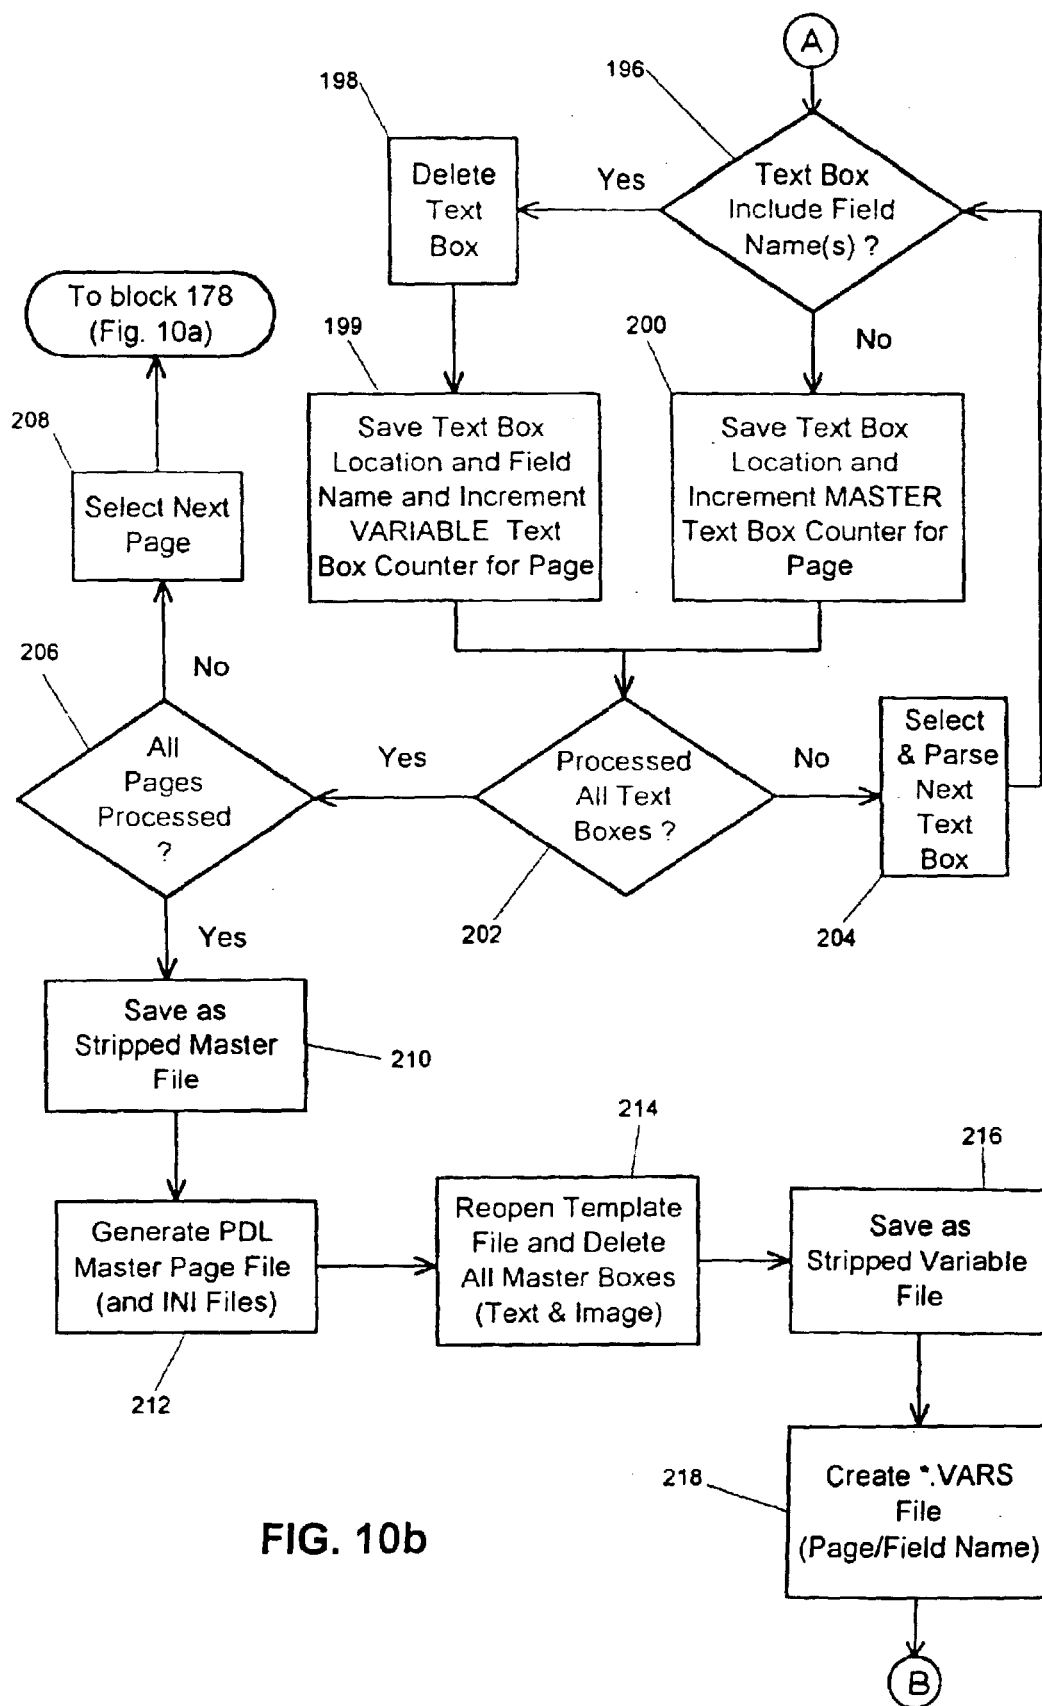 A
196
Text Box
Include Field
Name(s) ?
Yes
No
198
Delete
Text
Box
To block 178
(Fig. 10a)
199
Save Text Box
Location and Field
Name and Increment
VARIABLE Text
Box Counter for Page
200
Save Text Box
Location and
Increment MASTER
Text Box Counter for
Page
208
Select Next
Page
206
No
All
Pages
Processed
?
Yes
Yes
Processed
All Text
Boxes ?
202
No
Select
& Parse
Next
Text
Box
204
Save as
Stripped Master
File
210
Generate PDL
Master Page File
(and INI Files)
212
214
Reopen Template
File and Delete
All Master Boxes
(Text & Image)
216
Save as
Stripped Variable
File
218
Create *.VARS
File
(Page/Field Name)
B
FIG. 10b